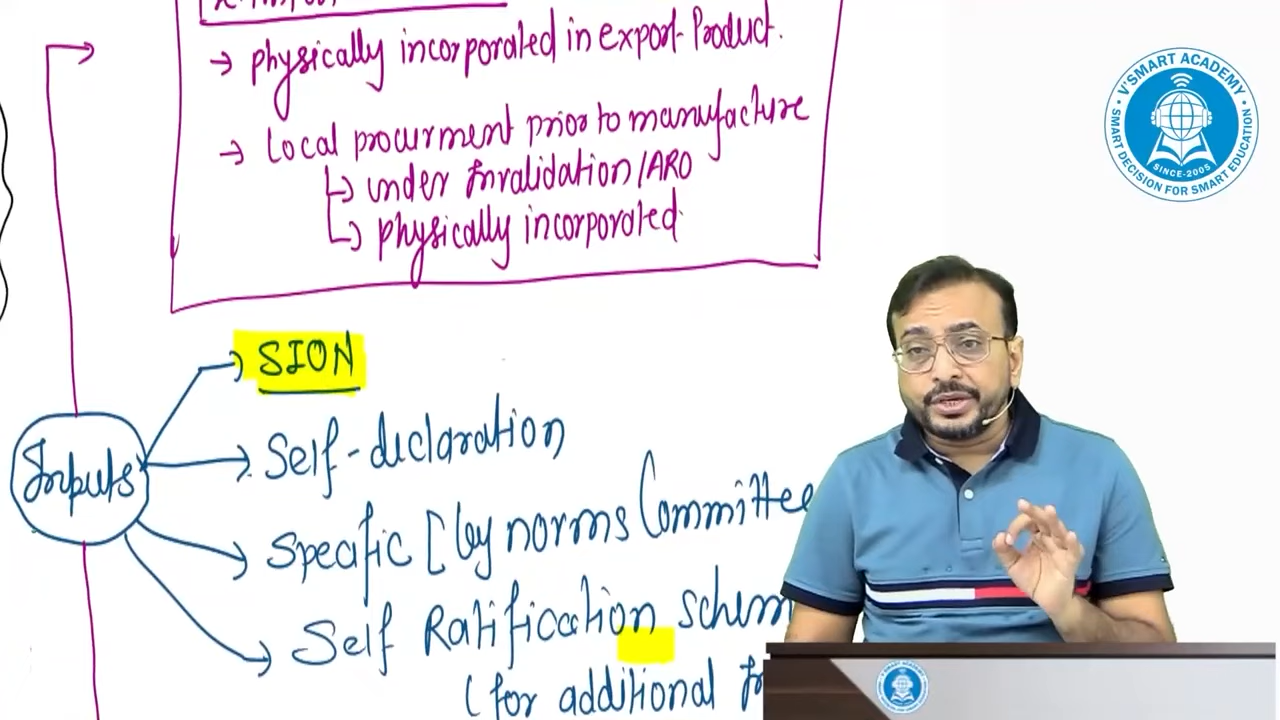 → physically incorporated in export Product.
→ Local procurment prior to manufacture
↳ under Invalidation/ARO
↳ physically incorporated
Inputs
→ SION
→ Self-declaration
→ Specific [by norms Committee
→ Self Ratification Schem
(for additional
V'SMART ACADEMY
SINCE-2005
SMART DECISION FOR SMART EDUCATION